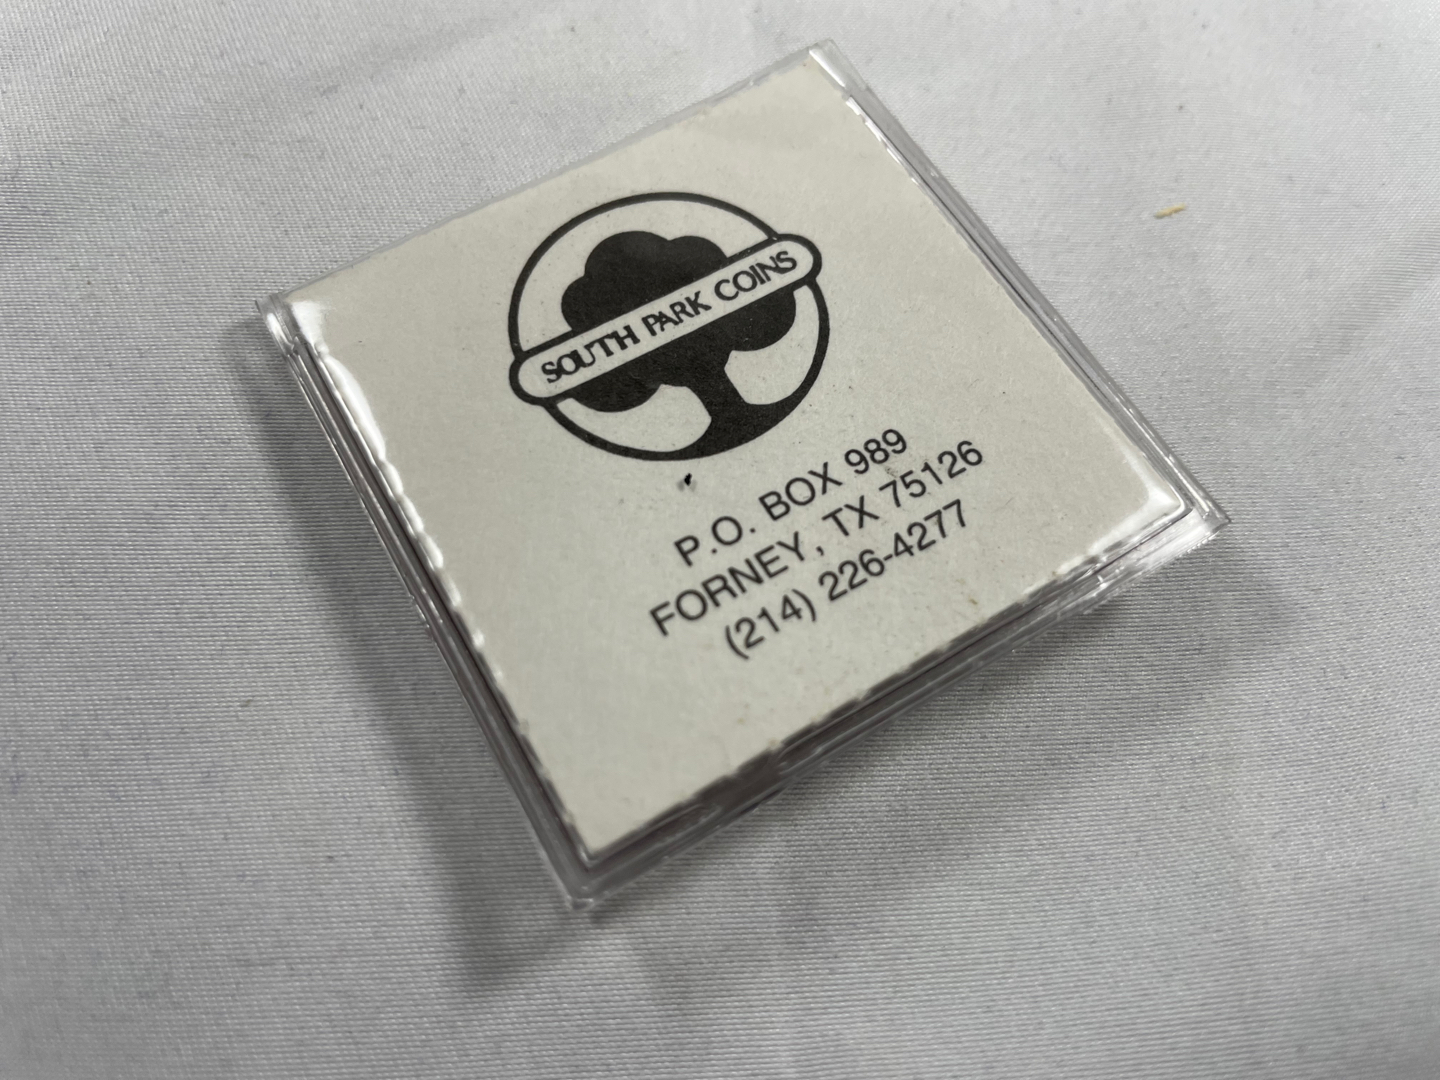 SOUTH PARK COINS
P.O. BOX 989
FORNEY, TX 75126
(214) 226-4277